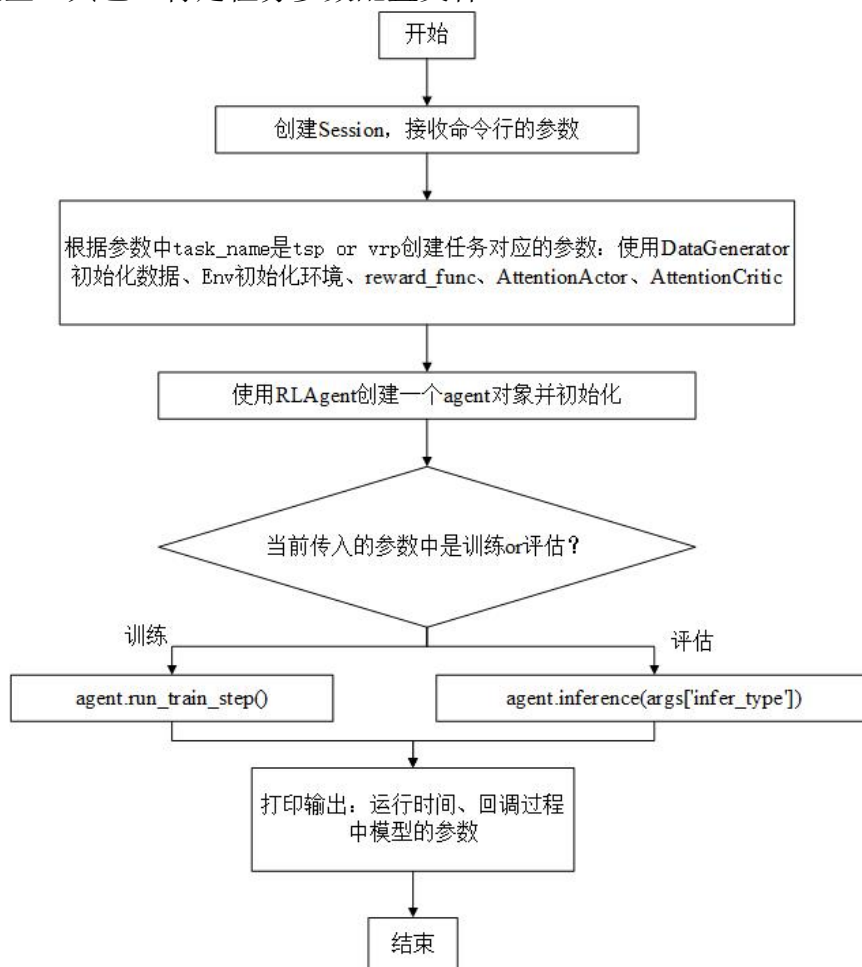 开始
创建Session，接收命令行的参数
根据参数中task_name是tsp or vrp创建任务对应的参数：使用DataGenerator
初始化数据、Env初始化环境、reward_func、AttentionActor、AttentionCritic
使用RLAgent创建一个agent对象并初始化
当前传入的参数中是训练or评估？
训练
评估
agent.run_train_step()
agent.inference(args['infer_type'])
打印输出：运行时间、回调过程
中模型的参数
结束